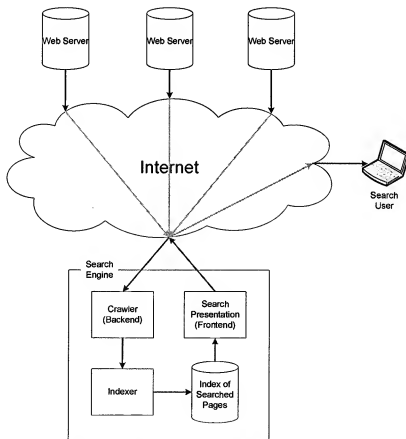 Web Server
Web Server
Web Server
Internet
Search
User
Search
Engine
Crawler
(Backend)
Search
Presentation
(Frontend)
Indexer
Index of
Searched
Pages